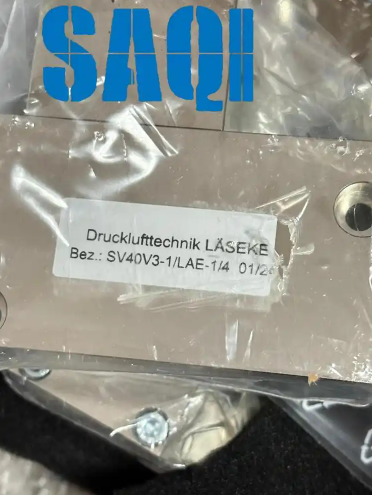 SAQI
Drucklufttechnik LÄSEKE
Bez.: SV40V3-1/LAE-1/4 01/2